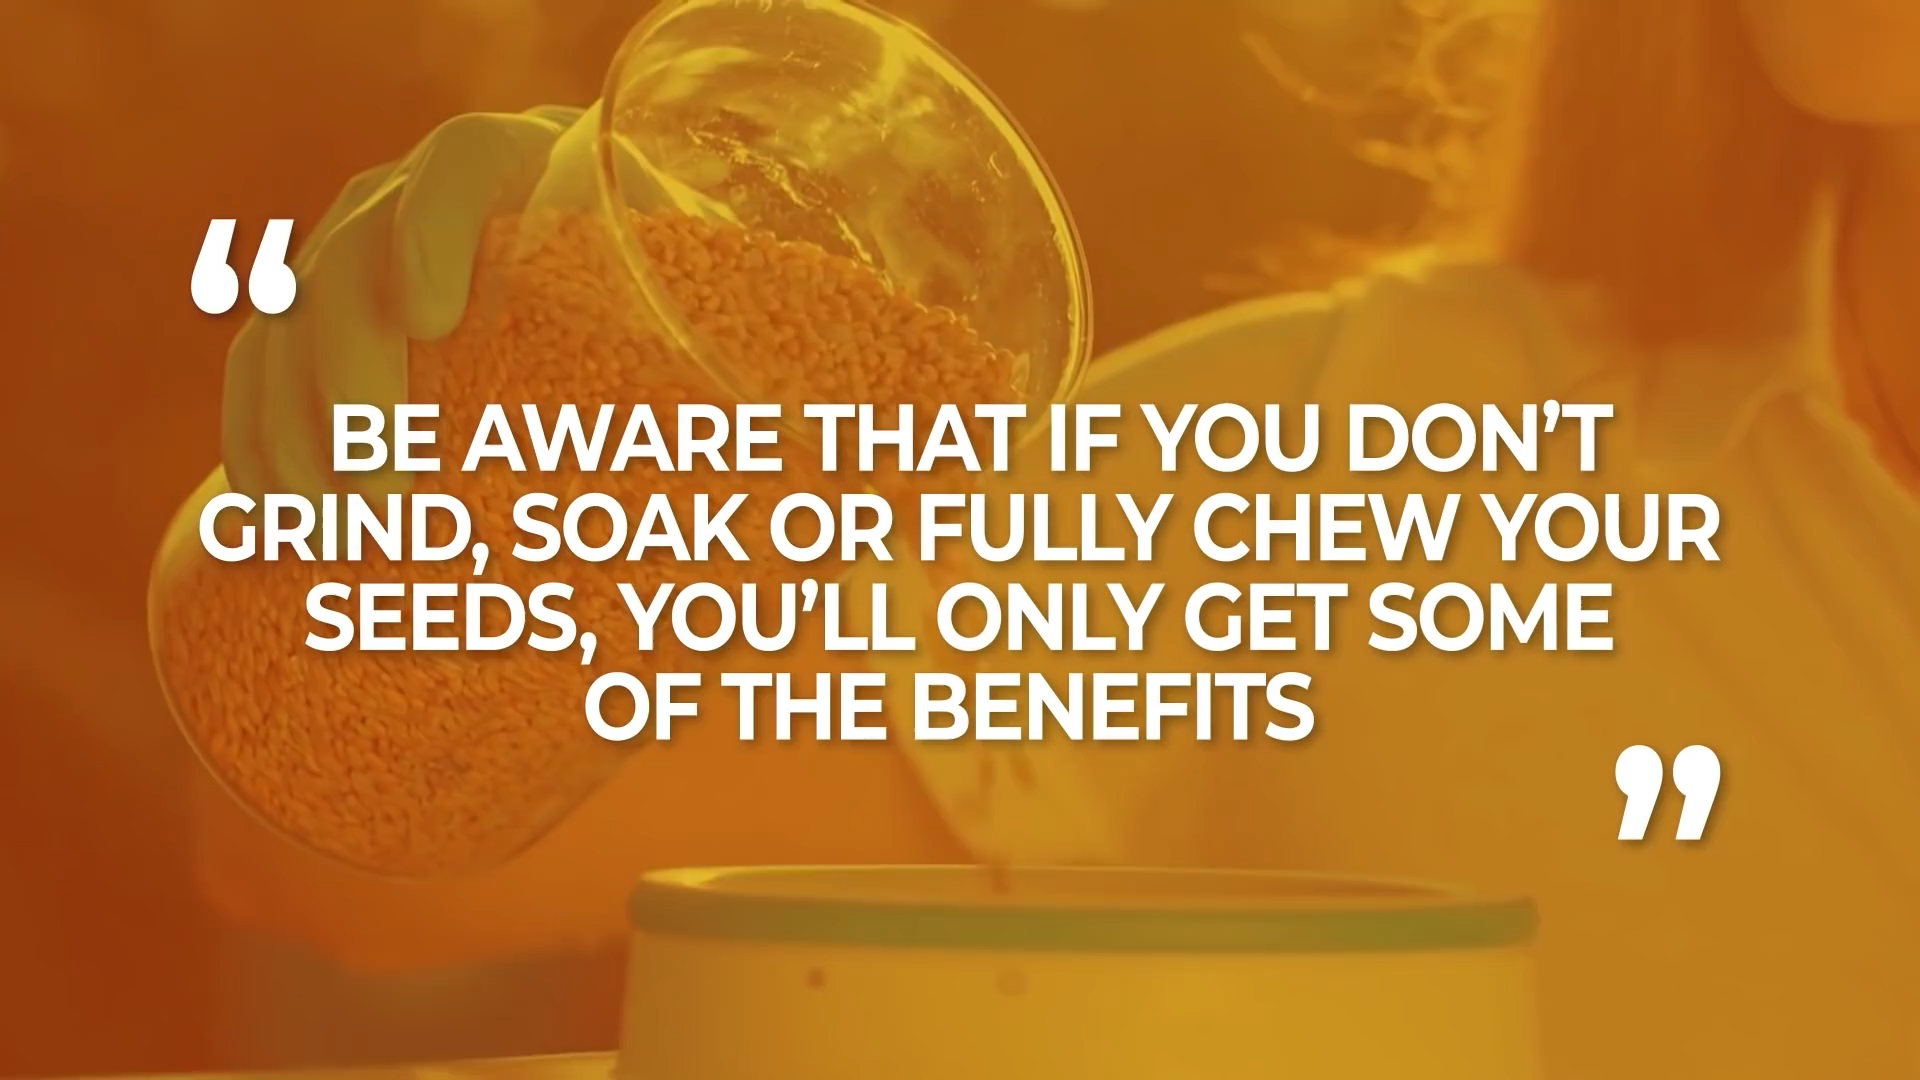 “
BE AWARE THAT IF YOU DON’T
GRIND, SOAK OR FULLY CHEW YOUR
SEEDS, YOU’LL ONLY GET SOME
OF THE BENEFITS
”